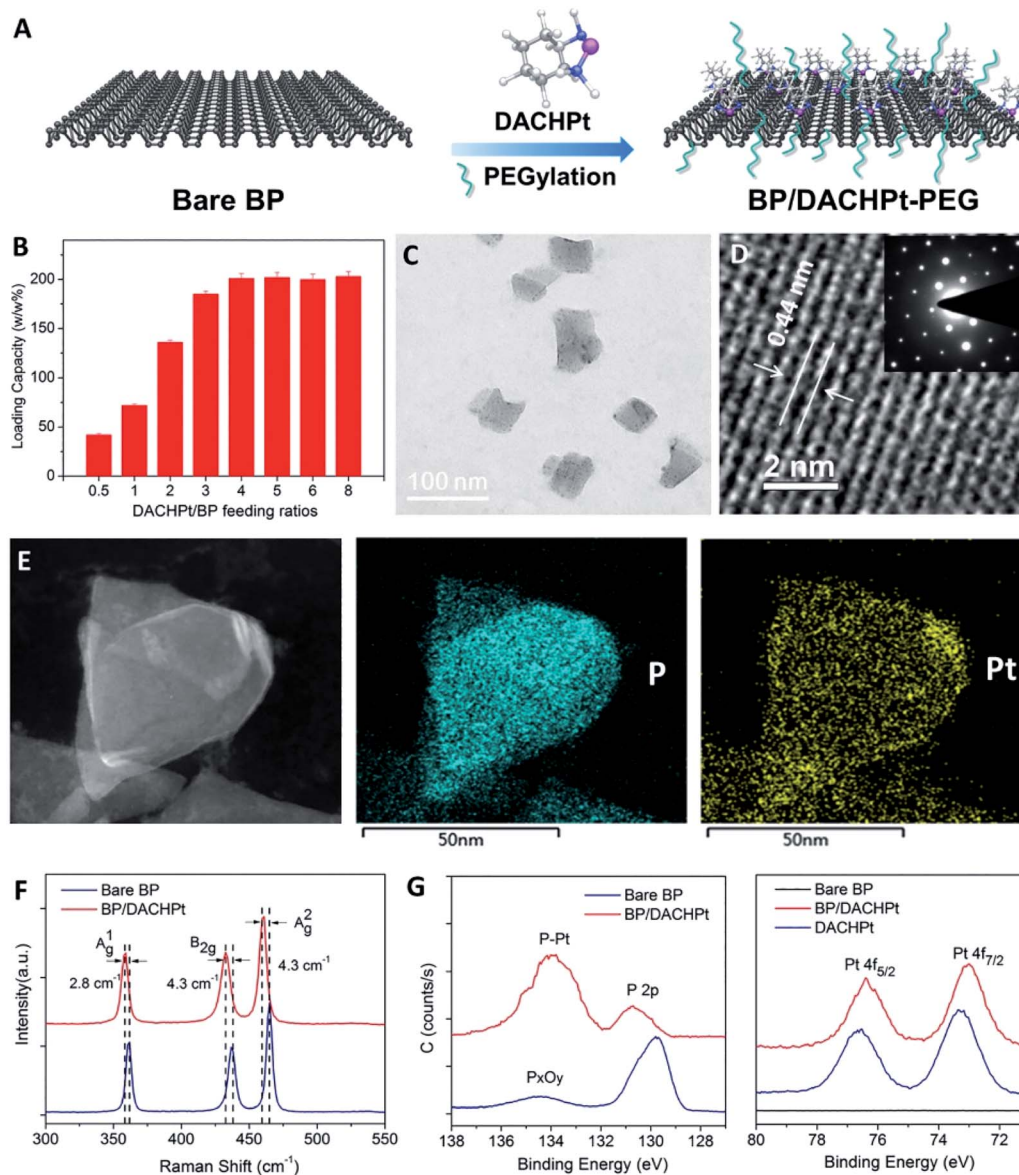 A
DACHPt
PEGylation
Bare BP
BP/DACHPt-PEG
B
Loading Capacity (w/w%)
200
150
100
50
0
0.5 1 2 3 4 5 6 8
DACHPt/BP feeding ratios
C
100 nm
D
0.44 nm
2 nm
E
P
50nm
Pt
50nm
F
Bare BP
BP/DACHPt
A_g^1
2.8 cm⁻¹
B_2g
4.3 cm⁻¹
A_g^2
4.3 cm⁻¹
Intensity(a.u.)
300 350 400 450 500 550
Raman Shift (cm⁻¹)
G
Bare BP
BP/DACHPt
P-Pt
P 2p
PxOy
C (counts/s)
138 136 134 132 130 128
Binding Energy (eV)
Bare BP
BP/DACHPt
DACHPt
Pt 4f5/2
Pt 4f7/2
80 78 76 74 72
Binding Energy (eV)